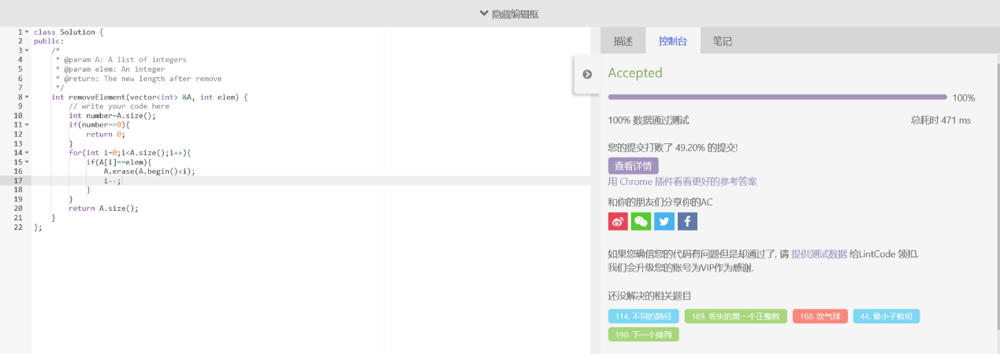 隐藏编辑框
1 class Solution {
2 public:
3 /*
4 * @param A: A list of integers
5 * @param elem: An integer
6 * @return: The new length after remove
7 */
8 int removeElement(vector<int> &A, int elem) {
9 // write your code here
10 int number=A.size();
11 if(number==0){
12 return 0;
13 }
14 for(int i=0;i<A.size();i++){
15 if(A[i]==elem){
16 A.erase(A.begin()+i);
17 i--;
18 }
19 }
20 return A.size();
21 }
22 };
描述 控制台 笔记
Accepted
100%
100% 数据通过测试 总耗时 471 ms
您的提交打败了 49.20% 的提交!
查看详情
用 Chrome 插件看看更好的参考答案
和你的朋友们分享你的AC
如果您确信您的代码有问题但是却通过了, 请 提供测试数据 给LintCode 领扣.
我们会升级您的账号为VIP作为感谢.
还没解决的相关题目
114. 不同的路径 189. 丢失的第一个正整数 168. 吹气球 44. 最小子数组
190. 下一个排列